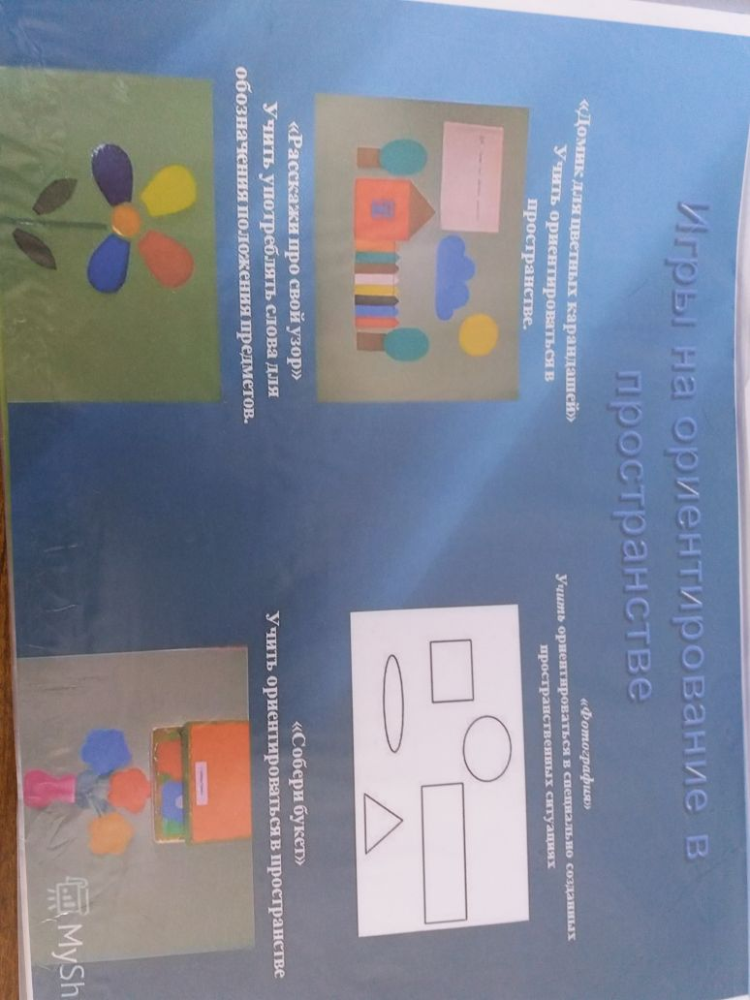 Игры на ориентирование в
пространстве
«Домик для цветных карандашей»
Учить ориентироваться в
пространстве.
«Фотография»
Учить ориентироваться в специально созданных
пространственных ситуациях
«Расскажи про свой узор»
Учить употреблять слова для
обозначения положения предметов.
«Собери букет»
Учить ориентироваться в пространстве
MySh